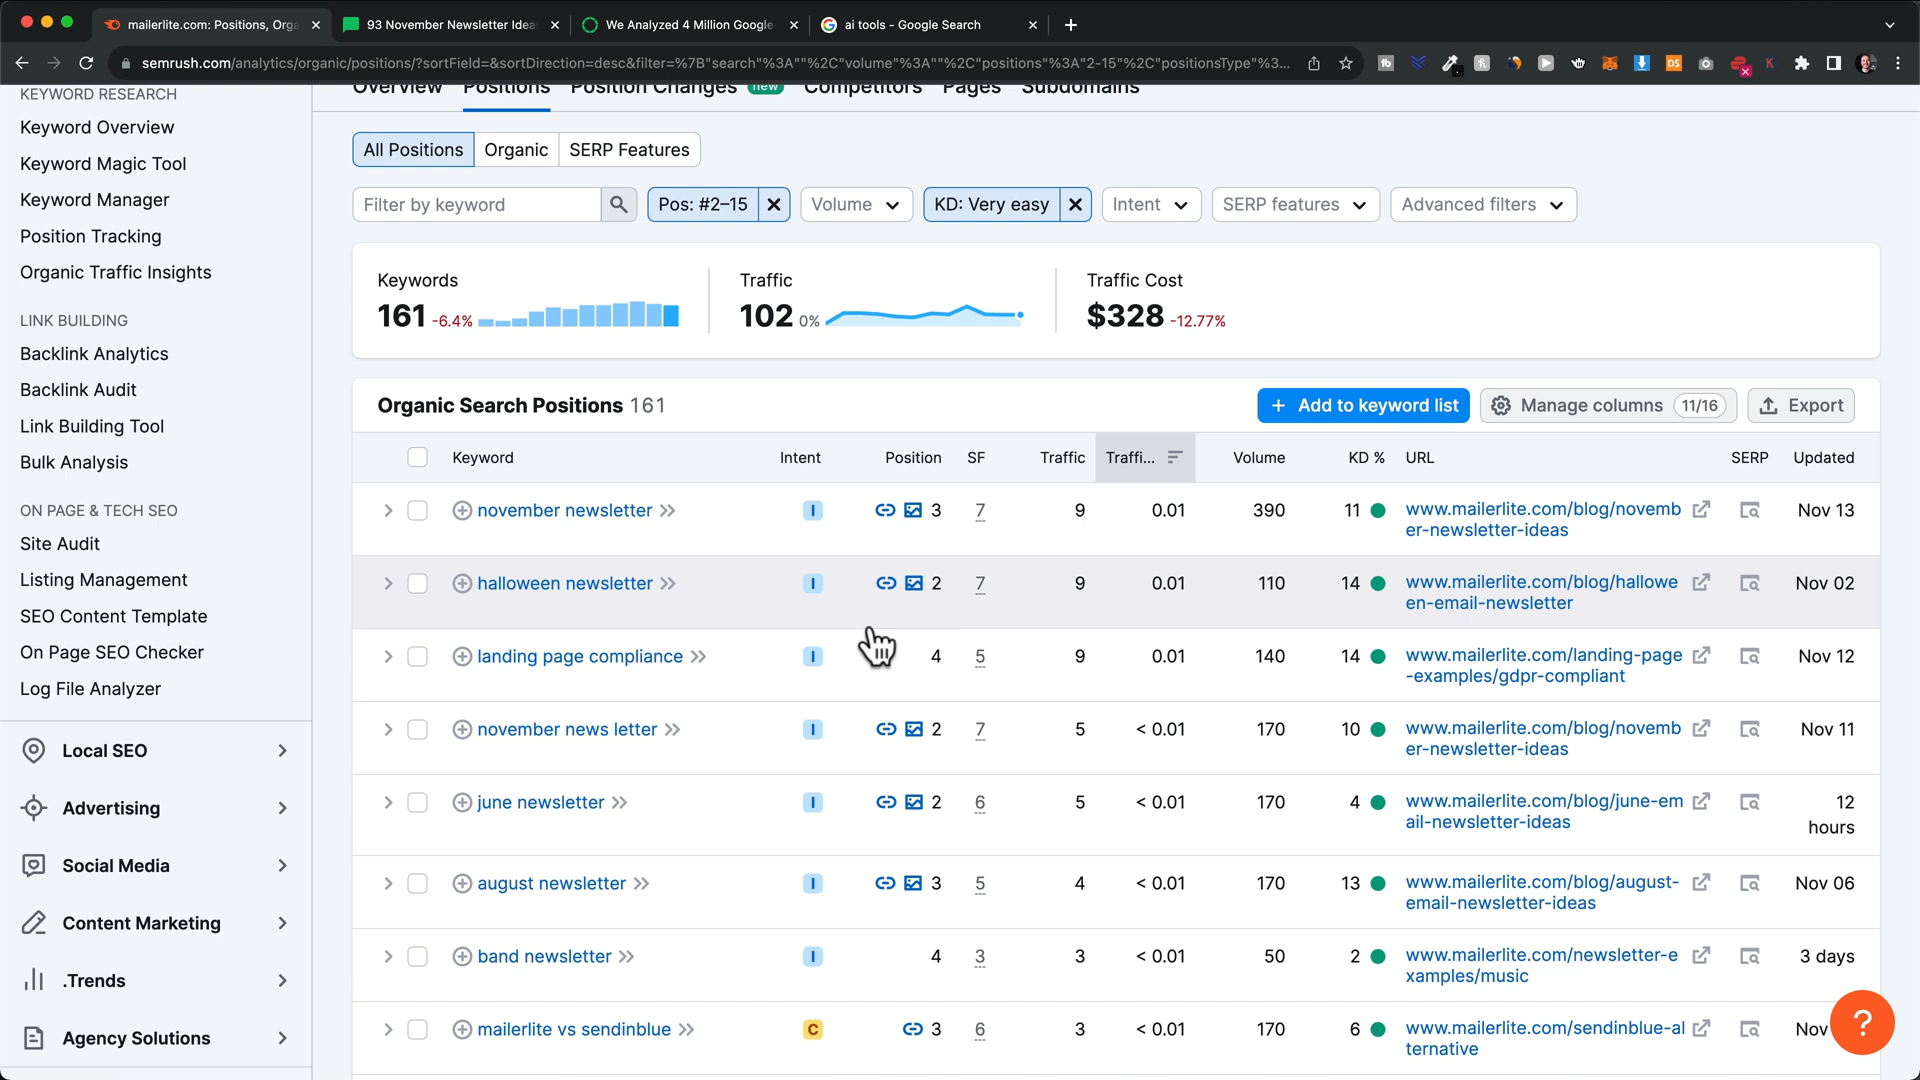 mailerlite.com: Positions, Orga
93 November Newsletter Idea
We Analyzed 4 Million Google
ai tools - Google Search
semrush.com/analytics/organic/positions/?sortField=&sortDirection=desc&filter=%7B"search"%3A""%2C"volume"%3A""%2C"positions"%3A"2-15"%2C"positionsType"%3...
KEYWORD RESEARCH
Keyword Overview
Keyword Magic Tool
Keyword Manager
Position Tracking
Organic Traffic Insights
LINK BUILDING
Backlink Analytics
Backlink Audit
Link Building Tool
Bulk Analysis
ON PAGE & TECH SEO
Site Audit
Listing Management
SEO Content Template
On Page SEO Checker
Log File Analyzer
Local SEO
Advertising
Social Media
Content Marketing
.Trends
Agency Solutions
Overview Positions Position Changes new Competitors Pages Subdomains
All Positions Organic SERP Features
Filter by keyword Pos: #2–15 Volume KD: Very easy Intent SERP features Advanced filters
Keywords Traffic Traffic Cost
161 -6.4% 102 0% $328 -12.77%
Organic Search Positions 161 + Add to keyword list Manage columns 11/16 Export
Keyword Intent Position SF Traffic Traffi... Volume KD % URL SERP Updated
november newsletter I 3 7 9 0.01 390 11 www.mailerlite.com/blog/novemb Nov 13
er-newsletter-ideas
halloween newsletter I 2 7 9 0.01 110 14 www.mailerlite.com/blog/hallowe Nov 02
en-email-newsletter
landing page compliance I 4 5 9 0.01 140 14 www.mailerlite.com/landing-page Nov 12
-examples/gdpr-compliant
november news letter I 2 7 5 < 0.01 170 10 www.mailerlite.com/blog/novemb Nov 11
er-newsletter-ideas
june newsletter I 2 6 5 < 0.01 170 4 www.mailerlite.com/blog/june-em 12
ail-newsletter-ideas hours
august newsletter I 3 5 4 < 0.01 170 13 www.mailerlite.com/blog/august- Nov 06
email-newsletter-ideas
band newsletter I 4 3 3 < 0.01 50 2 www.mailerlite.com/newsletter-e 3 days
xamples/music
mailerlite vs sendinblue C 3 6 3 < 0.01 170 6 www.mailerlite.com/sendinblue-al Nov
ternative
?